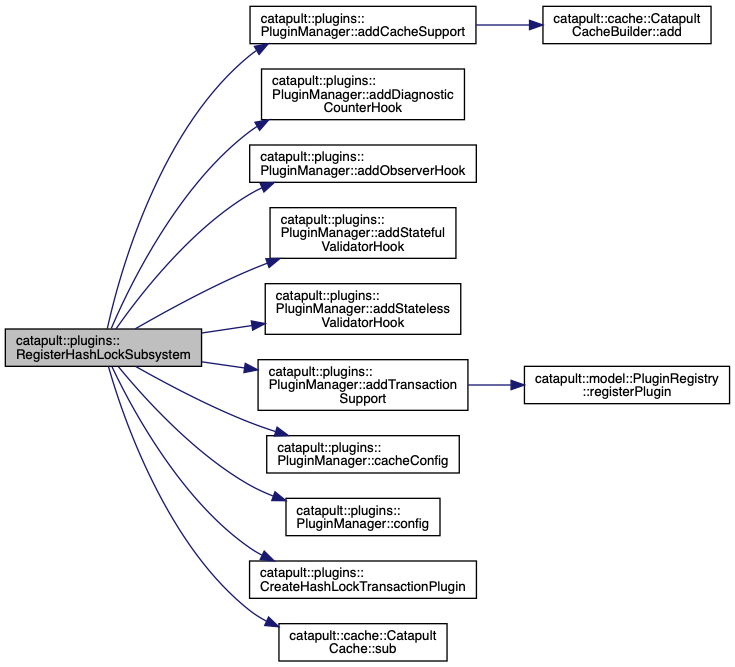 catapult::plugins::
RegisterHashLockSubsystem
catapult::plugins::
PluginManager::addCacheSupport
catapult::cache::Catapult
CacheBuilder::add
catapult::plugins::
PluginManager::addDiagnostic
CounterHook
catapult::plugins::
PluginManager::addObserverHook
catapult::plugins::
PluginManager::addStateful
ValidatorHook
catapult::plugins::
PluginManager::addStateless
ValidatorHook
catapult::plugins::
PluginManager::addTransaction
Support
catapult::model::PluginRegistry
::registerPlugin
catapult::plugins::
PluginManager::cacheConfig
catapult::plugins::
PluginManager::config
catapult::plugins::
CreateHashLockTransactionPlugin
catapult::cache::Catapult
Cache::sub